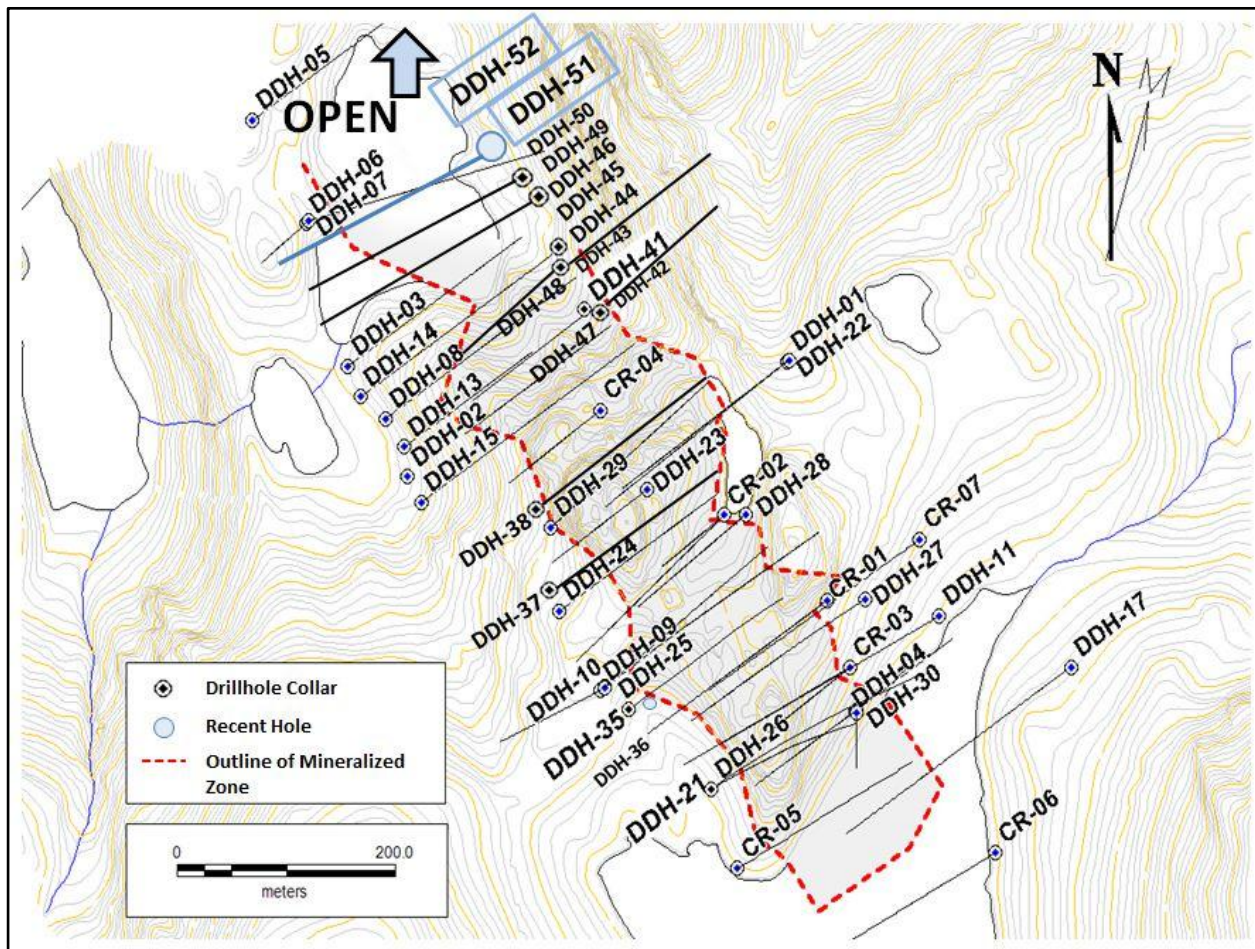 DDH-05
OPEN
DDH-52
DDH-51
DDH-50
DDH-49
DDH-46
DDH-45
DDH-44
DDH-43
DDH-06
DDH-07
N
DDH-41
DDH-42
DDH-48
DDH-47
DDH-03
DDH-14
DDH-08
DDH-13
DDH-02
DDH-15
CR-04
DDH-01
DDH-22
DDH-29
DDH-23
DDH-38
CR-02
DDH-28
DDH-24
DDH-37
CR-07
CR-01
DDH-27
DDH-11
DDH-09
DDH-10
DDH-25
CR-03
DDH-17
DDH-04
DDH-30
DDH-35
DDH-36
DDH-26
DDH-21
CR-05
CR-06
Drillhole Collar
Recent Hole
Outline of Mineralized
Zone
0 200.0
meters